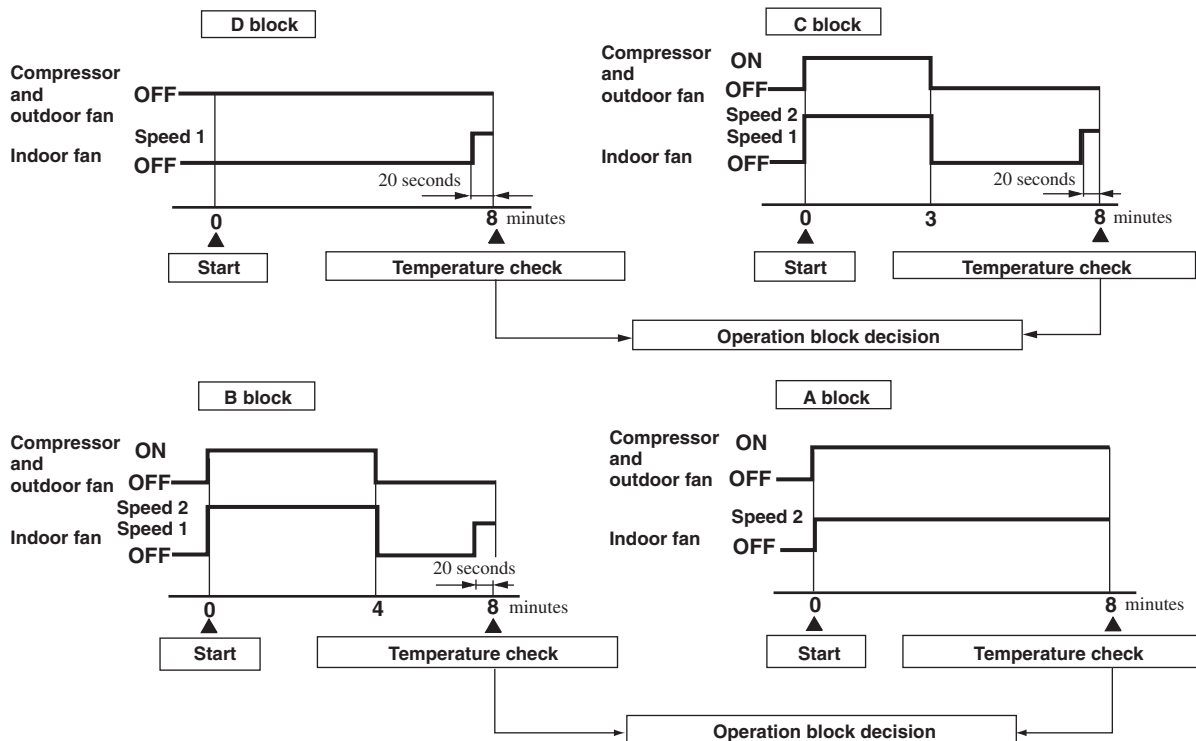 D block
Compressor
and
outdoor fan
OFF
Speed 1
Indoor fan
OFF
20 seconds
0
8 minutes
Start
Temperature check
C block
Compressor
and
outdoor fan
ON
OFF
Speed 2
Speed 1
Indoor fan
OFF
20 seconds
0
3
8 minutes
Start
Temperature check
Operation block decision
B block
Compressor
and
outdoor fan
ON
OFF
Speed 2
Speed 1
Indoor fan
OFF
20 seconds
0
4
8 minutes
Start
Temperature check
A block
Compressor
and
outdoor fan
ON
OFF
Speed 2
Indoor fan
OFF
0
8 minutes
Start
Temperature check
Operation block decision